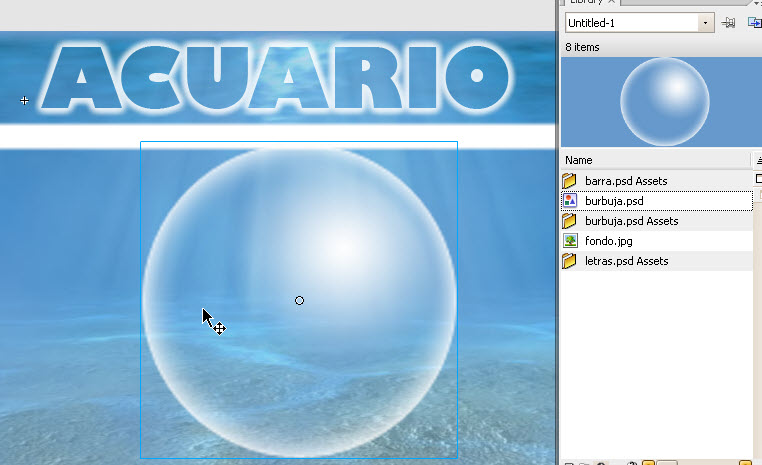 Library
ACUARIO
Untitled-1
8 items
Name
barra.psd Assets
burbuja.psd
burbuja.psd Assets
fondo.jpg
letras.psd Assets